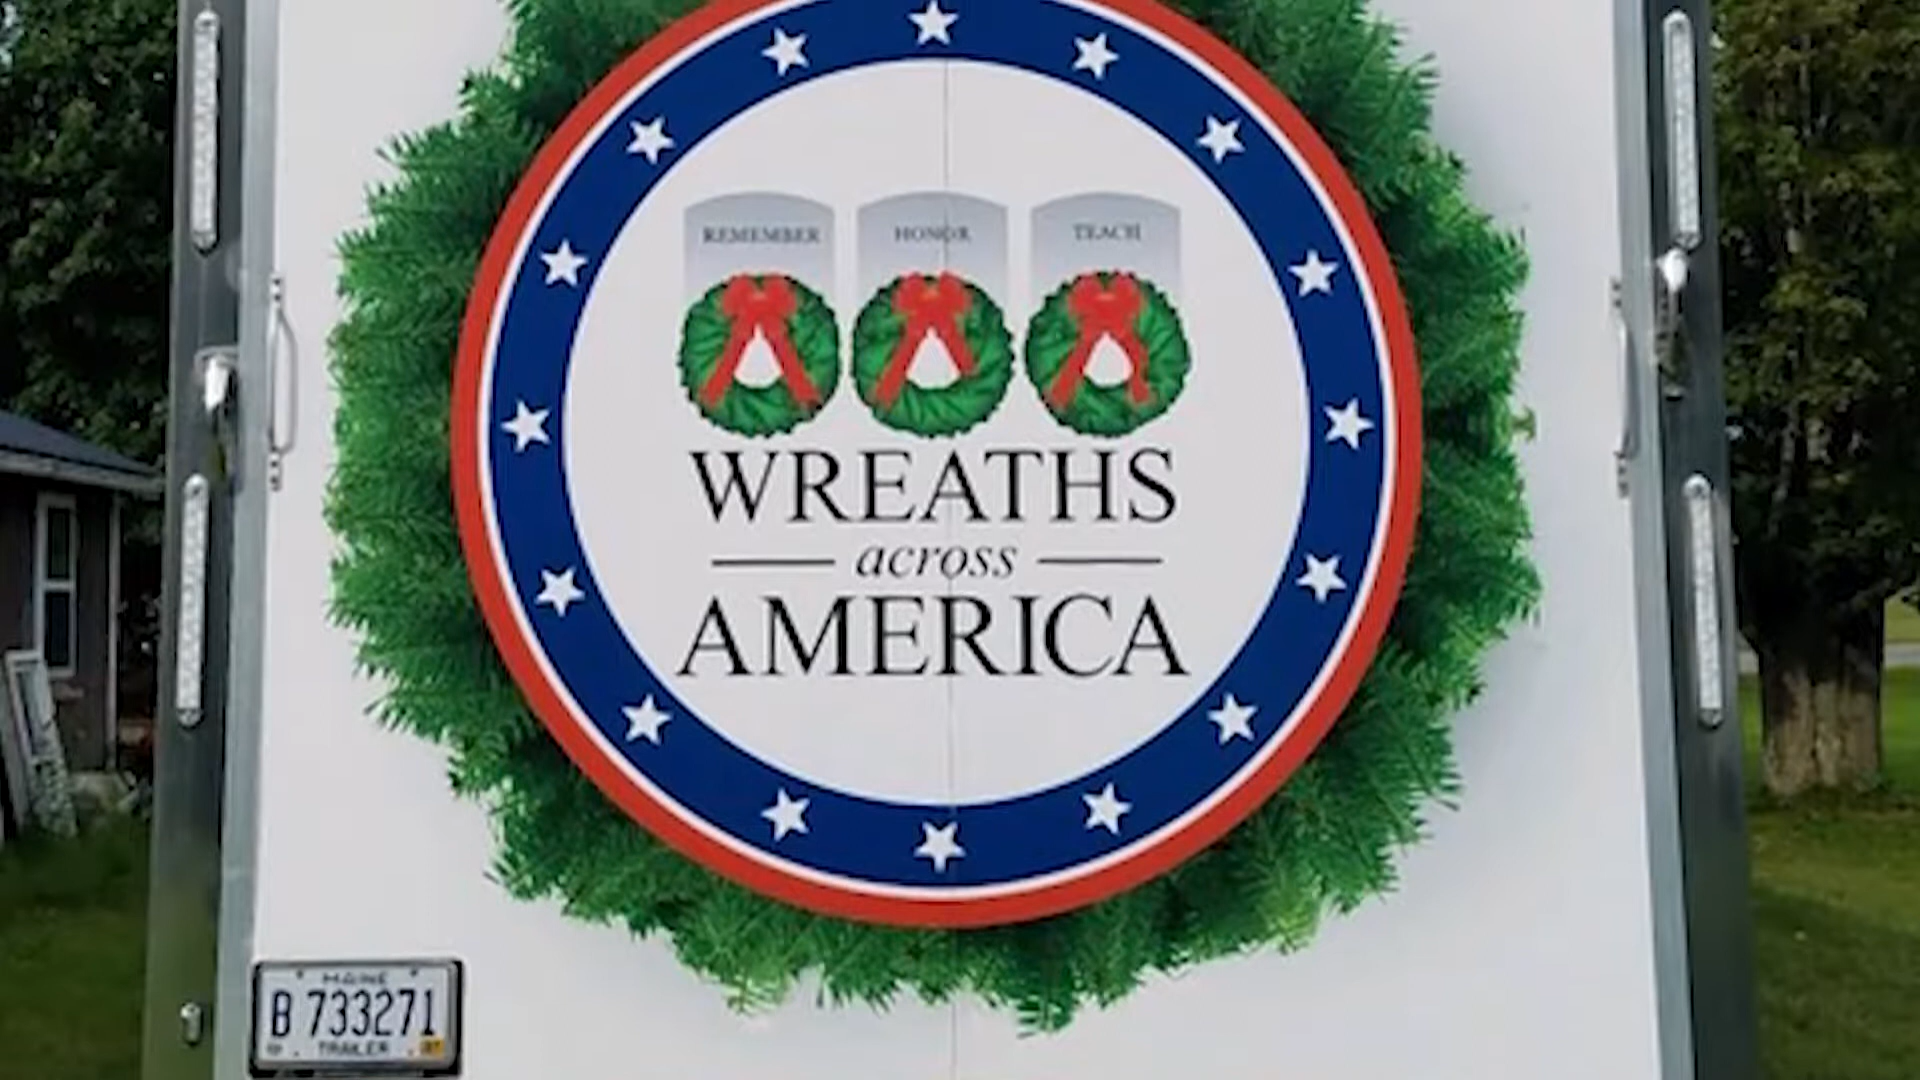 REMEMBER
HONOR
TEACH
WREATHS
across
AMERICA
MAINE
B 733271
TRAILER